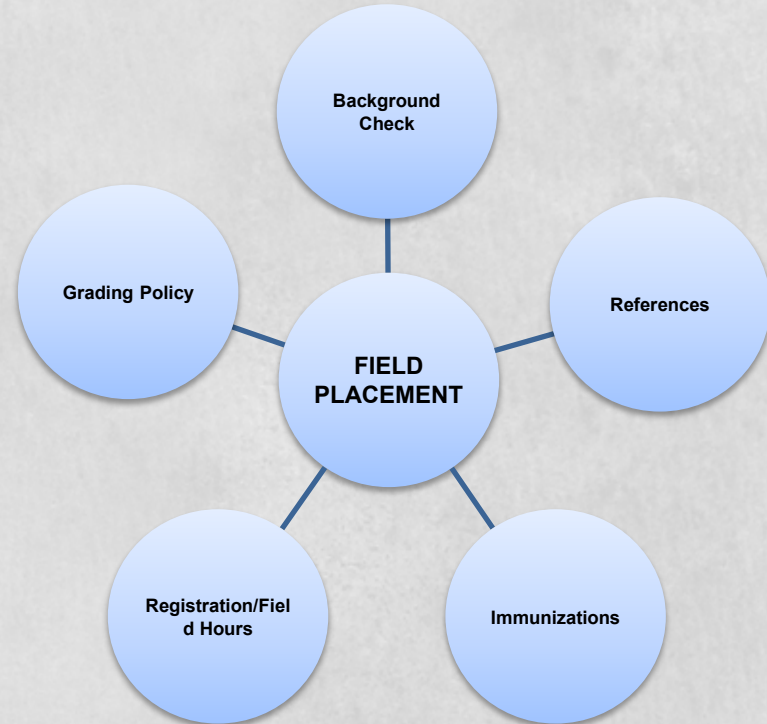 Background
Check
Grading Policy
References
FIELD
PLACEMENT
Registration/Fiel
d Hours
Immunizations